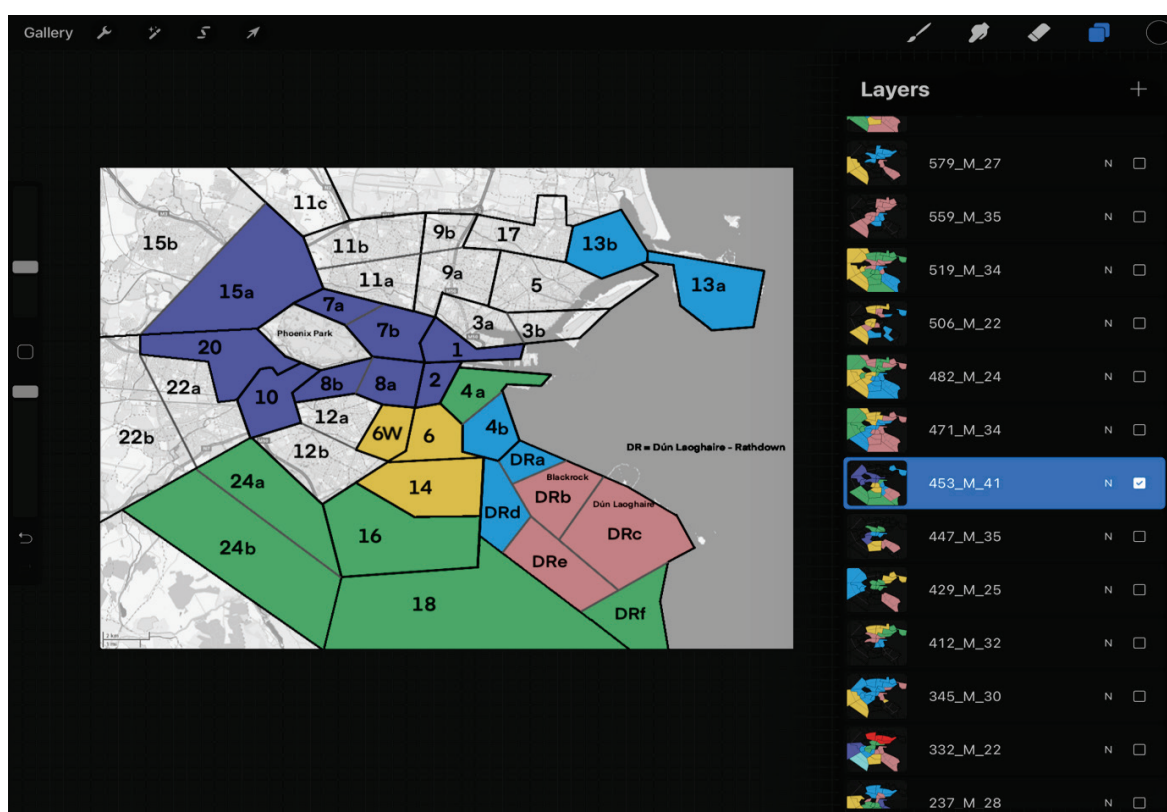 Gallery
Layers
11c
15b
11b
9b
17
13b
15a
11a
9a
5
13a
7a
3a
3b
Phoenix Park
7b
1
20
22a
10
8b
8a
2
4a
12a
22b
12b
6W
6
4b
DR = Dún Laoghaire - Rathdown
DRa
24a
14
Blackrock
DRb
DRd
Dún Laoghaire
DRc
16
24b
DRe
18
DRf
579_M_27 N
559_M_35 N
519_M_34 N
506_M_22 N
482_M_24 N
471_M_34 N
453_M_41 N
447_M_35 N
429_M_25 N
412_M_32 N
345_M_30 N
332_M_22 N
237_M_28 N